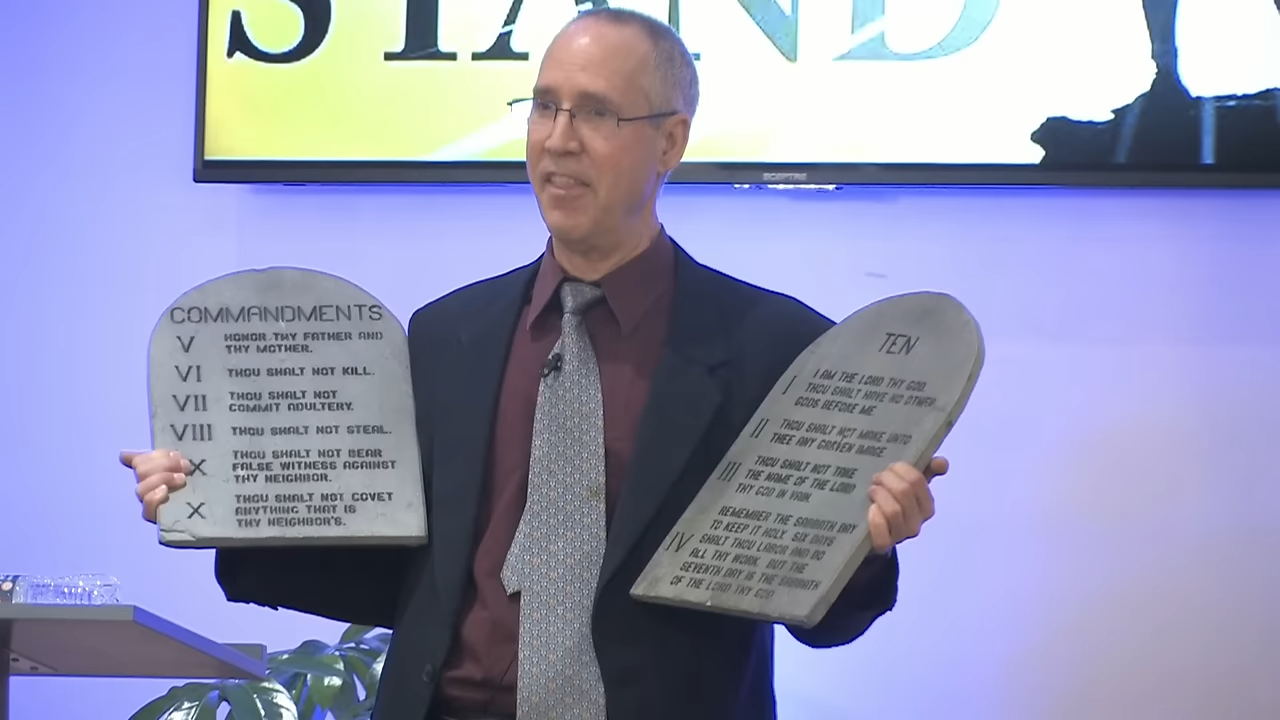 STAND
SCEPTRE
COMMANDMENTS
V HONOR THY FATHER AND
THY MOTHER.
VI THOU SHALT NOT KILL.
VII THOU SHALT NOT
COMMIT ADULTERY.
VIII THOU SHALT NOT STEAL.
X THOU SHALT NOT BEAR
FALSE WITNESS AGAINST
THY NEIGHBOR.
X THOU SHALT NOT COVET
ANYTHING THAT IS
THY NEIGHBOR'S.
TEN
I I AM THE LORD THY GOD.
THOU SHALT HAVE NO OTHER
GODS BEFORE ME.
II THOU SHALT NOT MAKE UNTO
THEE ANY GRAVEN IMAGE
III THOU SHALT NOT TAKE
THE NAME OF THE LORD
THY GOD IN VAIN.
REMEMBER THE SABBATH DAY
TO KEEP IT HOLY. SIX DAYS
IV SHALT THOU LABOR AND DO
ALL THY WORK. BUT THE
SEVENTH DAY IS THE SABBATH
OF THE LORD THY GOD.